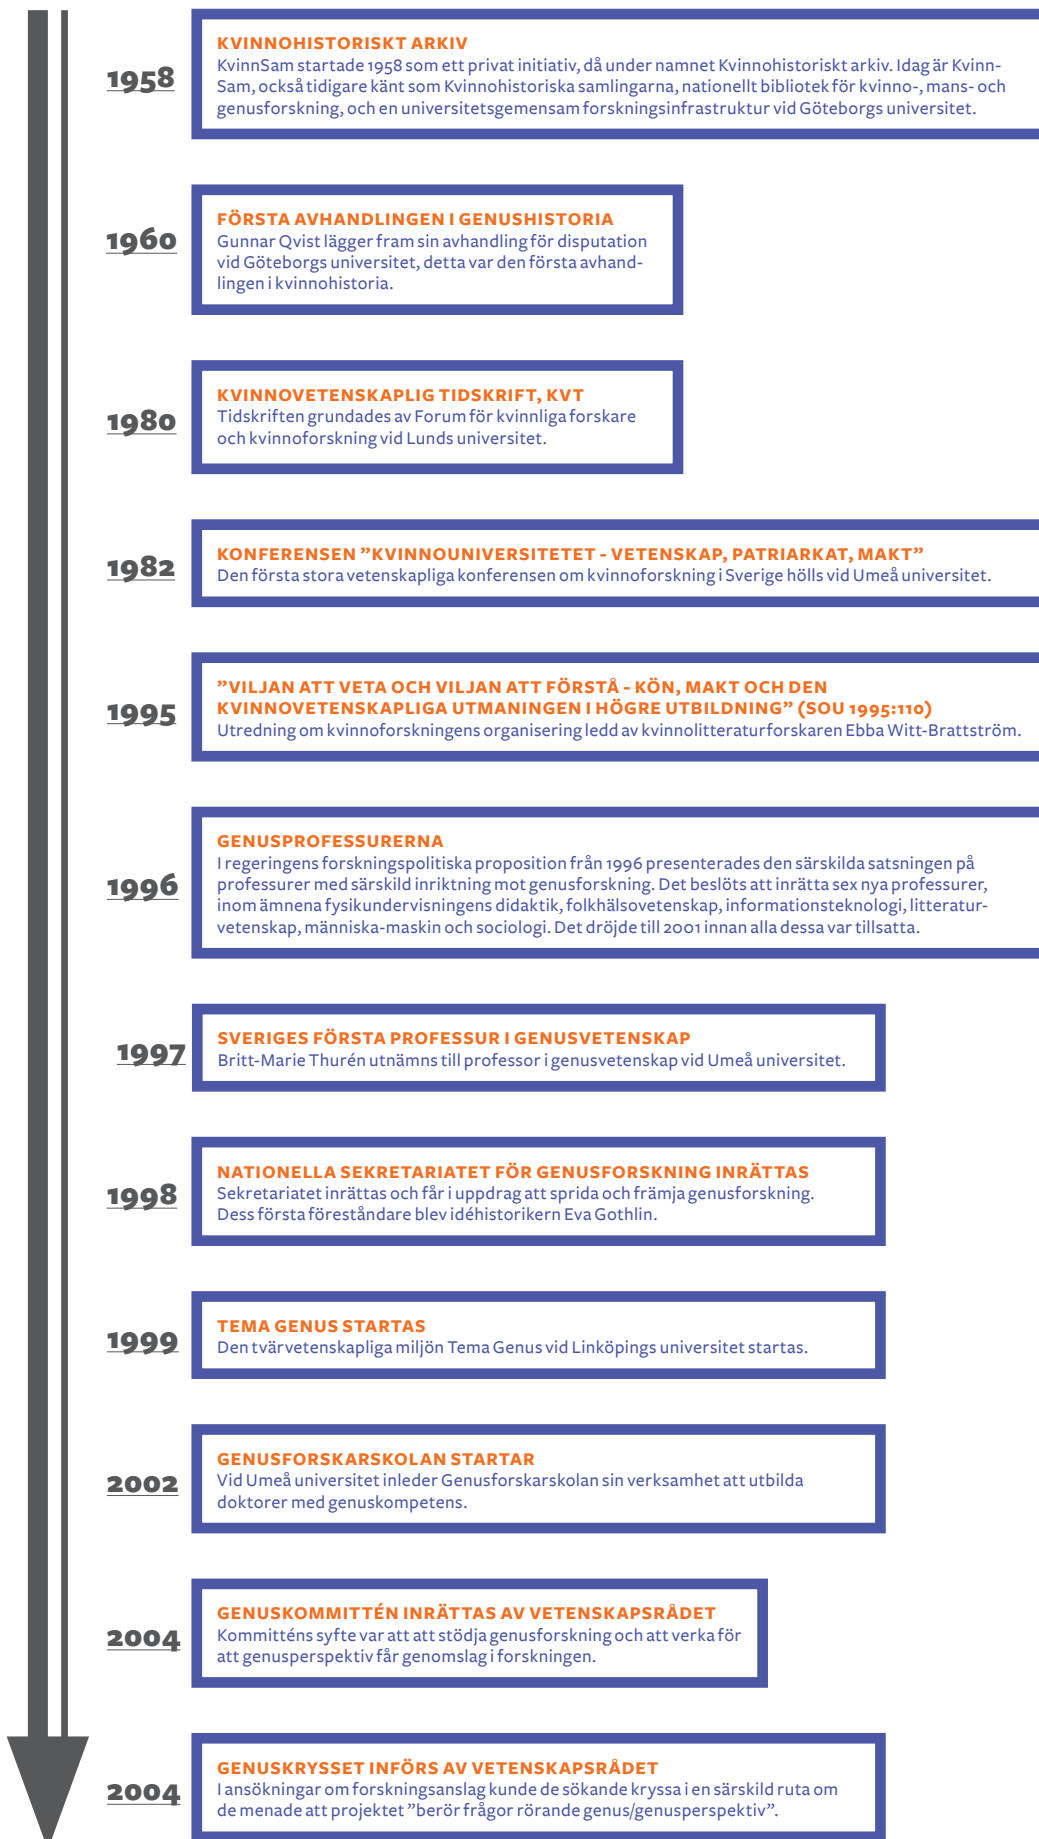 1958
KVINNOHISTORISKT ARKIV
KvinnSam startade 1958 som ett privat initiativ, då under namnet Kvinnohistoriskt arkiv. Idag är Kvinn-
Sam, också tidigare känt som Kvinnohistoriska samlingarna, nationellt bibliotek för kvinno-, mans- och
genusforskning, och en universitetsgemensam forskningsinfrastruktur vid Göteborgs universitet.
1960
FÖRSTA AVHANDLINGEN I GENUSHISTORIA
Gunnar Qvist lägger fram sin avhandling för disputation
vid Göteborgs universitet, detta var den första avhand-
lingen i kvinnohistoria.
1980
KVINNOVETENSKAPLIG TIDSKRIFT, KVT
Tidskriften grundades av Forum för kvinnliga forskare
och kvinnoforskning vid Lunds universitet.
1982
KONFERENSEN ”KVINNOUNIVERSITETET - VETENSKAP, PATRIARKAT, MAKT”
Den första stora vetenskapliga konferensen om kvinnoforskning i Sverige hölls vid Umeå universitet.
1995
”VILJAN ATT VETA OCH VILJAN ATT FÖRSTÅ - KÖN, MAKT OCH DEN
KVINNOVETENSKAPLIGA UTMANINGEN I HÖGRE UTBILDNING” (SOU 1995:110)
Utredning om kvinnoforskningens organisering ledd av kvinnolitteraturforskaren Ebba Witt-Brattström.
1996
GENUSPROFESSURERNA
I regeringens forskningspolitiska proposition från 1996 presenterades den särskilda satsningen på
professurer med särskild inriktning mot genusforskning. Det beslöts att inrätta sex nya professurer,
inom ämnena fysikundervisningens didaktik, folkhälsovetenskap, informationsteknologi, litteratur-
vetenskap, människa-maskin och sociologi. Det dröjde till 2001 innan alla dessa var tillsatta.
1997
SVERIGES FÖRSTA PROFESSUR I GENUSVETENSKAP
Britt-Marie Thurén utnämns till professor i genusvetenskap vid Umeå universitet.
1998
NATIONELLA SEKRETARIATET FÖR GENUSFORSKNING INRÄTTAS
Sekretariatet inrättas och får i uppdrag att sprida och främja genusforskning.
Dess första föreståndare blev idéhistorikern Eva Gothlin.
1999
TEMA GENUS STARTAS
Den tvärvetenskapliga miljön Tema Genus vid Linköpings universitet startas.
2002
GENUSFORSKARSKOLAN STARTAR
Vid Umeå universitet inleder Genusforskarskolan sin verksamhet att utbilda
doktorer med genuskompetens.
2004
GENUSKOMMITTÉN INRÄTTAS AV VETENSKAPSRÅDET
Kommitténs syfte var att att stödja genusforskning och att verka för
att genusperspektiv får genomslag i forskningen.
2004
GENUSKRYSSET INFÖRS AV VETENSKAPSRÅDET
I ansökningar om forskningsanslag kunde de sökande kryssa i en särskild ruta om
de menade att projektet ”berör frågor rörande genus/genusperspektiv”.